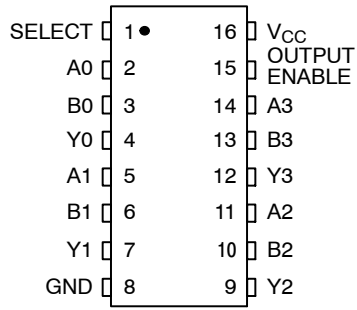 SELECT 1 16 VCC
A0 2 15 OUTPUT ENABLE
B0 3 14 A3
Y0 4 13 B3
A1 5 12 Y3
B1 6 11 A2
Y1 7 10 B2
GND 8 9 Y2